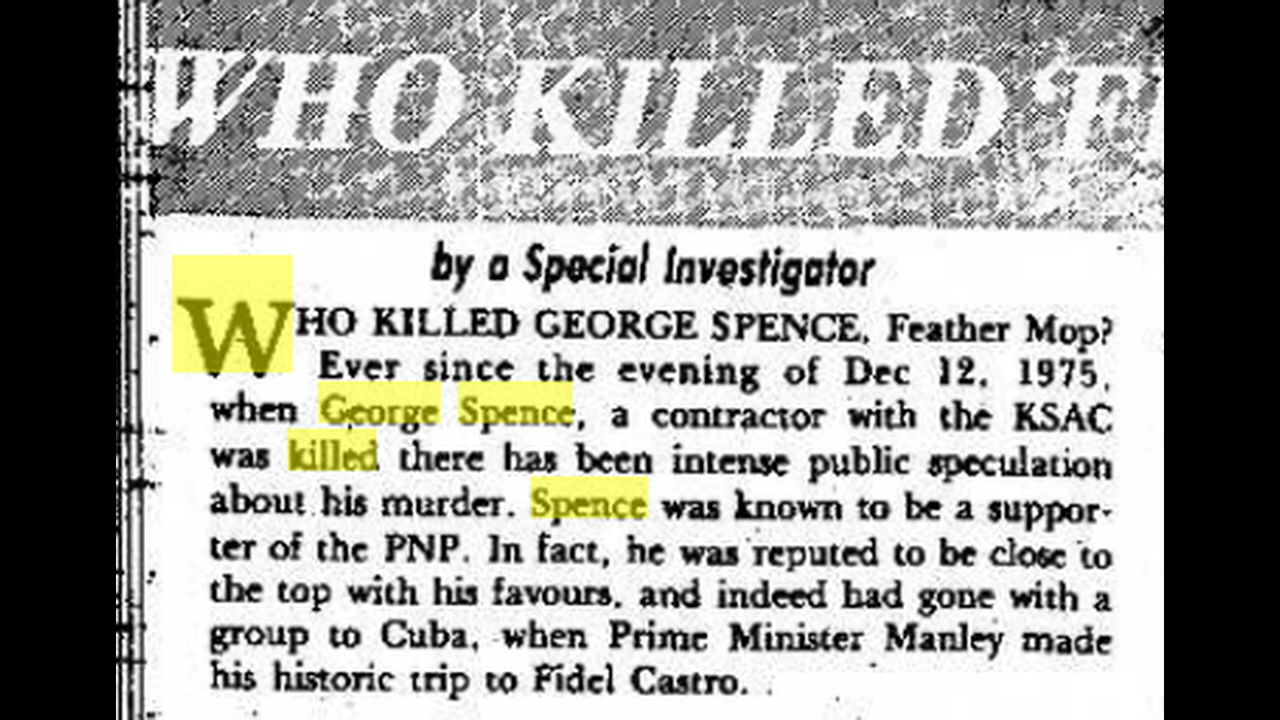 WHO KILLED 'F
by a Special Investigator
WHO KILLED GEORGE SPENCE, Feather Mop?
Ever since the evening of Dec 12, 1975,
when George Spence, a contractor with the KSAC
was killed there has been intense public speculation
about his murder. Spence was known to be a suppor-
ter of the PNP. In fact, he was reputed to be close to
the top with his favours, and indeed had gone with a
group to Cuba, when Prime Minister Manley made
his historic trip to Fidel Castro.